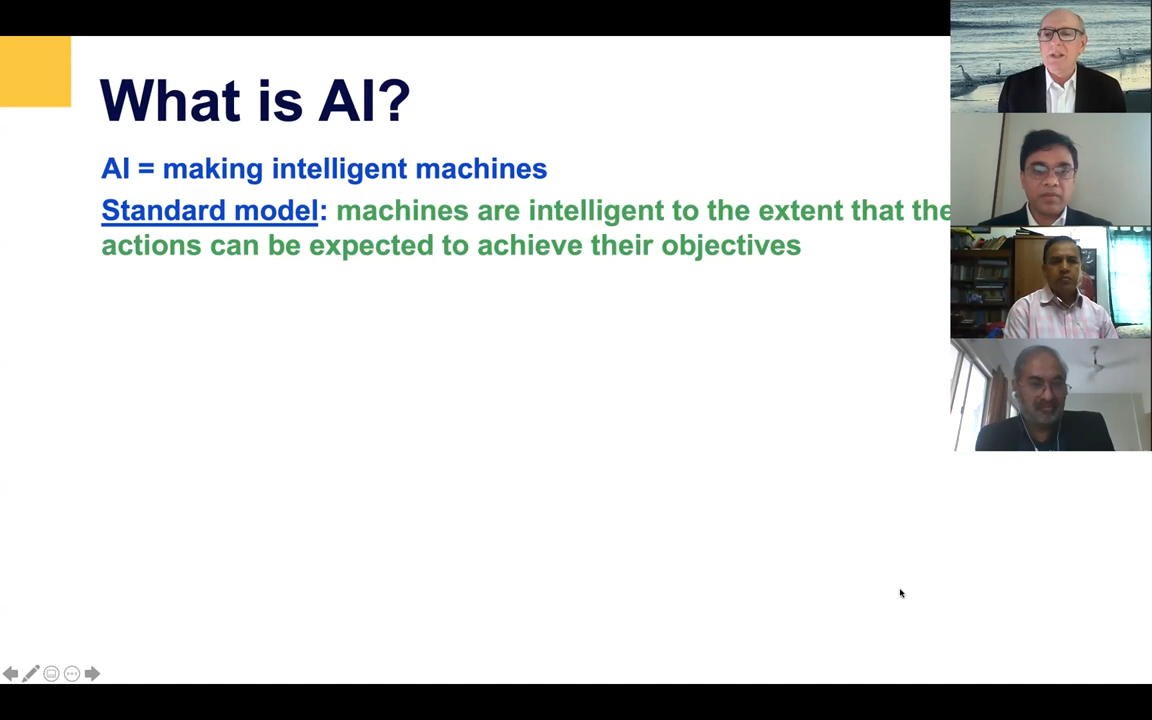 What is AI?
AI = making intelligent machines
Standard model: machines are intelligent to the extent that the
actions can be expected to achieve their objectives